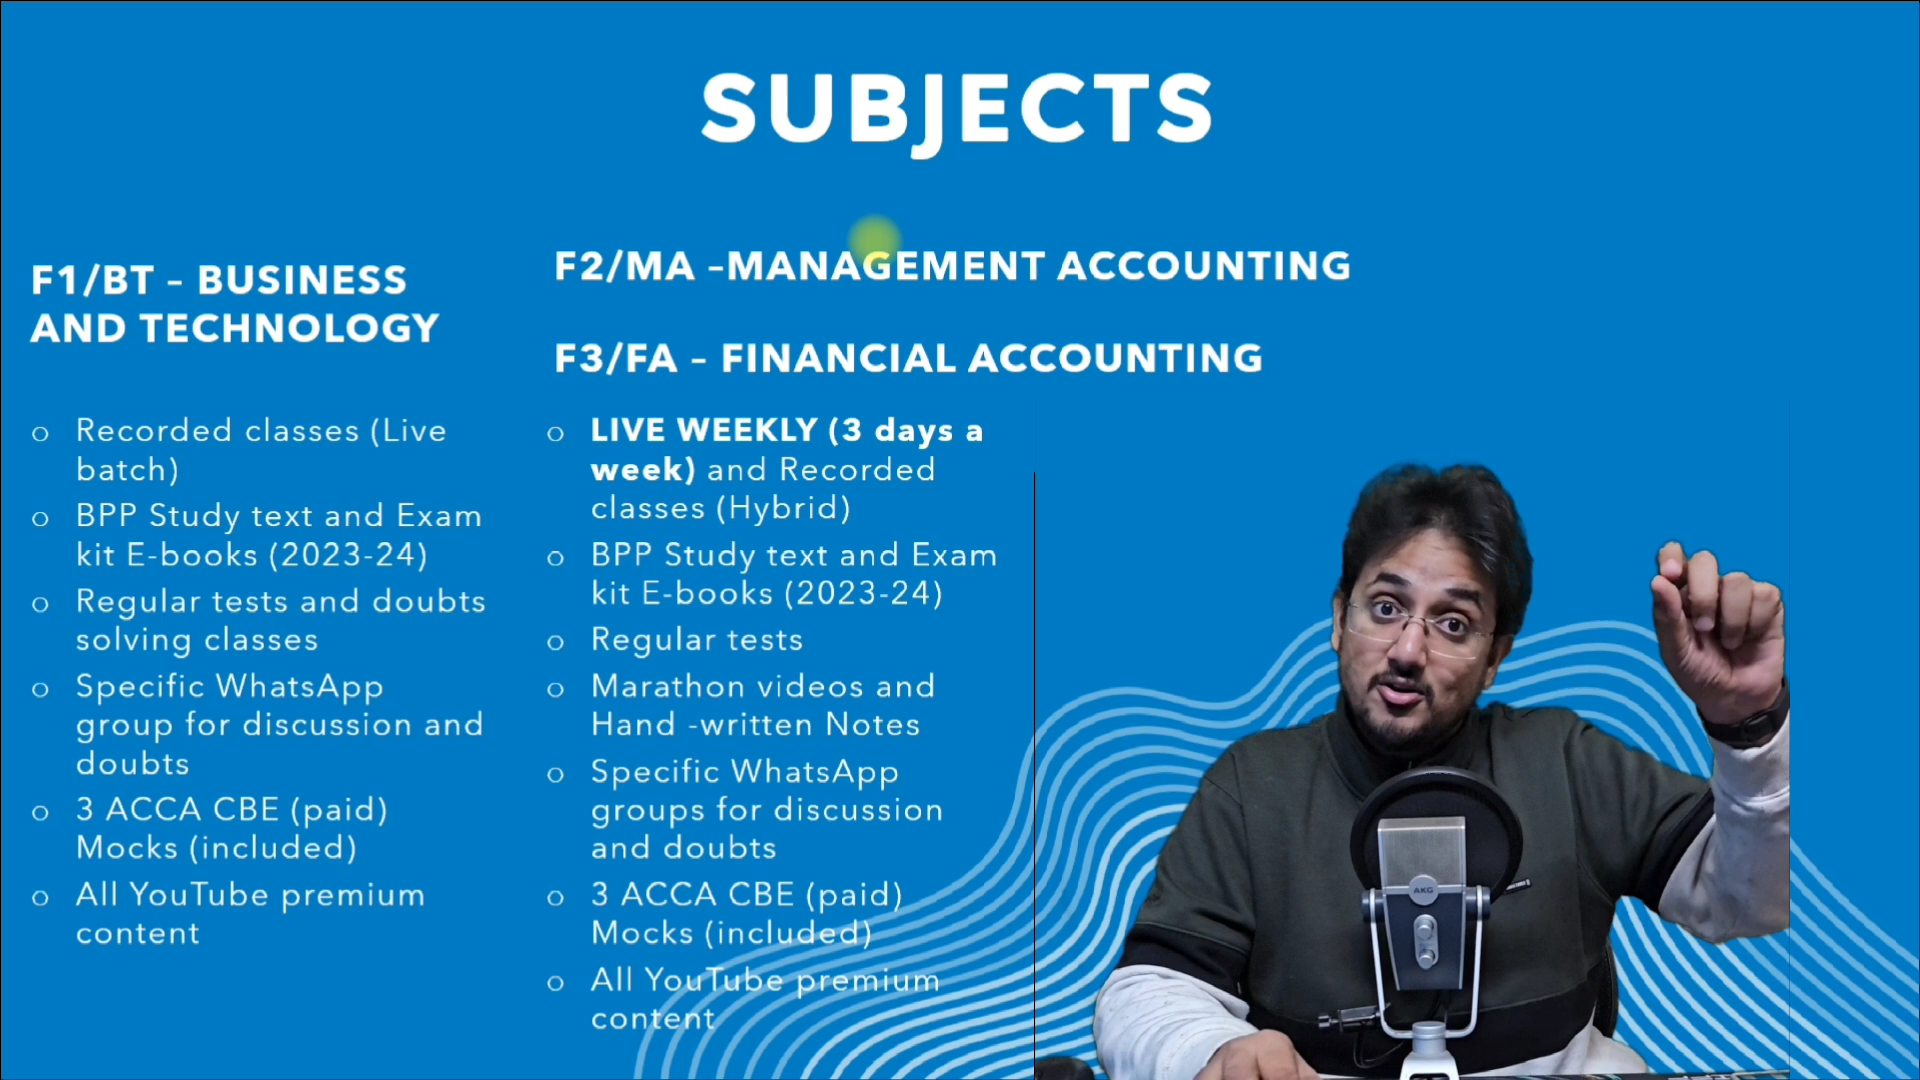 SUBJECTS
F1/BT – BUSINESS
AND TECHNOLOGY
o Recorded classes (Live
batch)
o BPP Study text and Exam
kit E-books (2023-24)
o Regular tests and doubts
solving classes
o Specific WhatsApp
group for discussion and
doubts
o 3 ACCA CBE (paid)
Mocks (included)
o All YouTube premium
content
F2/MA –MANAGEMENT ACCOUNTING
F3/FA – FINANCIAL ACCOUNTING
o LIVE WEEKLY (3 days a
week) and Recorded
classes (Hybrid)
o BPP Study text and Exam
kit E-books (2023-24)
o Regular tests
o Marathon videos and
Hand -written Notes
o Specific WhatsApp
groups for discussion
and doubts
o 3 ACCA CBE (paid)
Mocks (included)
o All YouTube premium
content
AKG